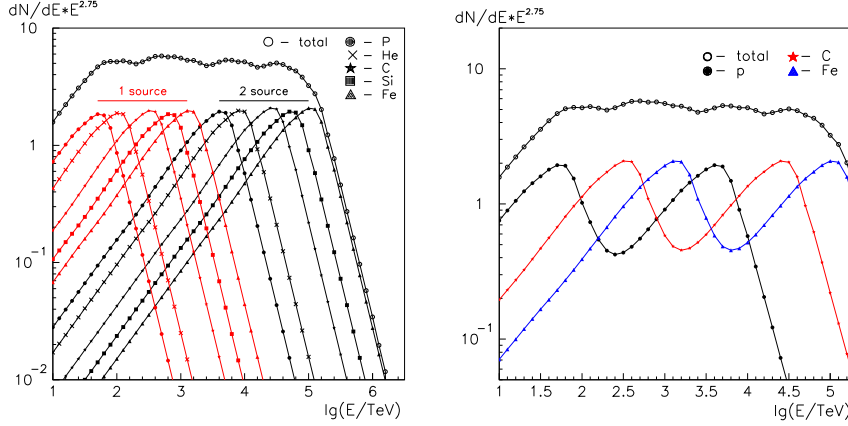 dN/dE*E^2.75
○ – total
– P
× – He
★ – C
■ – Si
▲ – Fe
1 source
2 source
10
1
10^-1
10^-2
1 2 3 4 5 6
lg(E/TeV)
dN/dE*E^2.75
○ – total
● – p
★ – C
▲ – Fe
10
1
10^-1
1 1.5 2 2.5 3 3.5 4 4.5 5
lg(E/TeV)